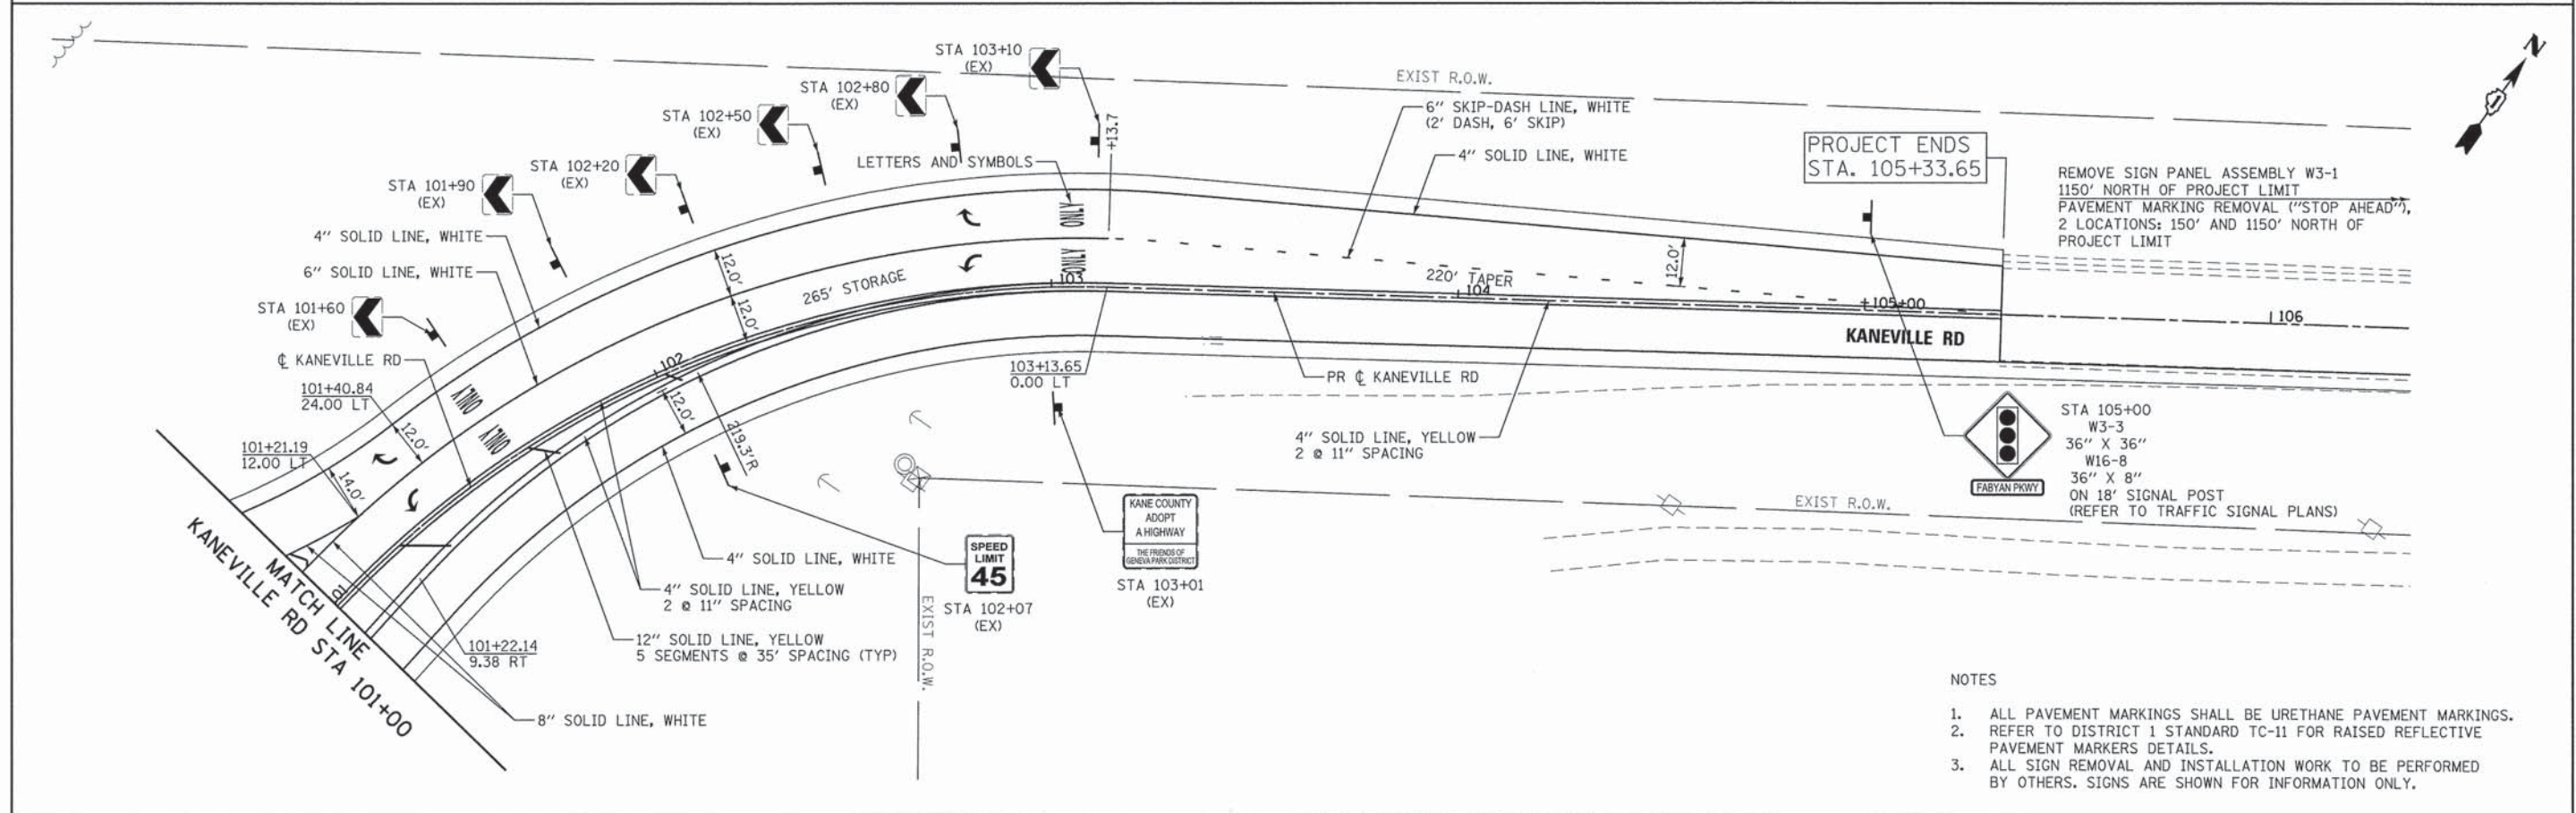 STA 103+10
(EX)
STA 102+80
(EX)
STA 102+50
(EX)
STA 102+20
(EX)
STA 101+90
(EX)
STA 101+60
(EX)
LETTERS AND SYMBOLS
+13.7
EXIST R.O.W.
6" SKIP-DASH LINE, WHITE
(2' DASH, 6' SKIP)
4" SOLID LINE, WHITE
PROJECT ENDS
STA. 105+33.65
REMOVE SIGN PANEL ASSEMBLY W3-1
1150' NORTH OF PROJECT LIMIT
PAVEMENT MARKING REMOVAL ("STOP AHEAD"),
2 LOCATIONS: 150' AND 1150' NORTH OF
PROJECT LIMIT
N
4" SOLID LINE, WHITE
6" SOLID LINE, WHITE
℄ KANEVILLE RD
101+40.84
24.00 LT
101+21.19
12.00 LT
14.0'
12.0'
12.0'
12.0'
12.0'
219.3'R
265' STORAGE
ONLY
ONLY
ONLY
ONLY
102
103
220' TAPER
104
12.0'
105+00
106
KANEVILLE RD
103+13.65
0.00 LT
PR ℄ KANEVILLE RD
4" SOLID LINE, YELLOW
2 @ 11" SPACING
STA 105+00
W3-3
36" X 36"
W16-8
36" X 8"
ON 18' SIGNAL POST
(REFER TO TRAFFIC SIGNAL PLANS)
FABYAN PKWY
EXIST R.O.W.
KANE COUNTY
ADOPT
A HIGHWAY
THE FRIENDS OF
GENEVA PARK DISTRICT
STA 103+01
(EX)
SPEED
LIMIT
45
STA 102+07
(EX)
EXIST R.O.W.
4" SOLID LINE, WHITE
4" SOLID LINE, YELLOW
2 @ 11" SPACING
12" SOLID LINE, YELLOW
5 SEGMENTS @ 35' SPACING (TYP)
101+22.14
9.38 RT
8" SOLID LINE, WHITE
MATCH LINE
KANEVILLE RD STA 101+00
NOTES
1. ALL PAVEMENT MARKINGS SHALL BE URETHANE PAVEMENT MARKINGS.
2. REFER TO DISTRICT 1 STANDARD TC-11 FOR RAISED REFLECTIVE
PAVEMENT MARKERS DETAILS.
3. ALL SIGN REMOVAL AND INSTALLATION WORK TO BE PERFORMED
BY OTHERS. SIGNS ARE SHOWN FOR INFORMATION ONLY.